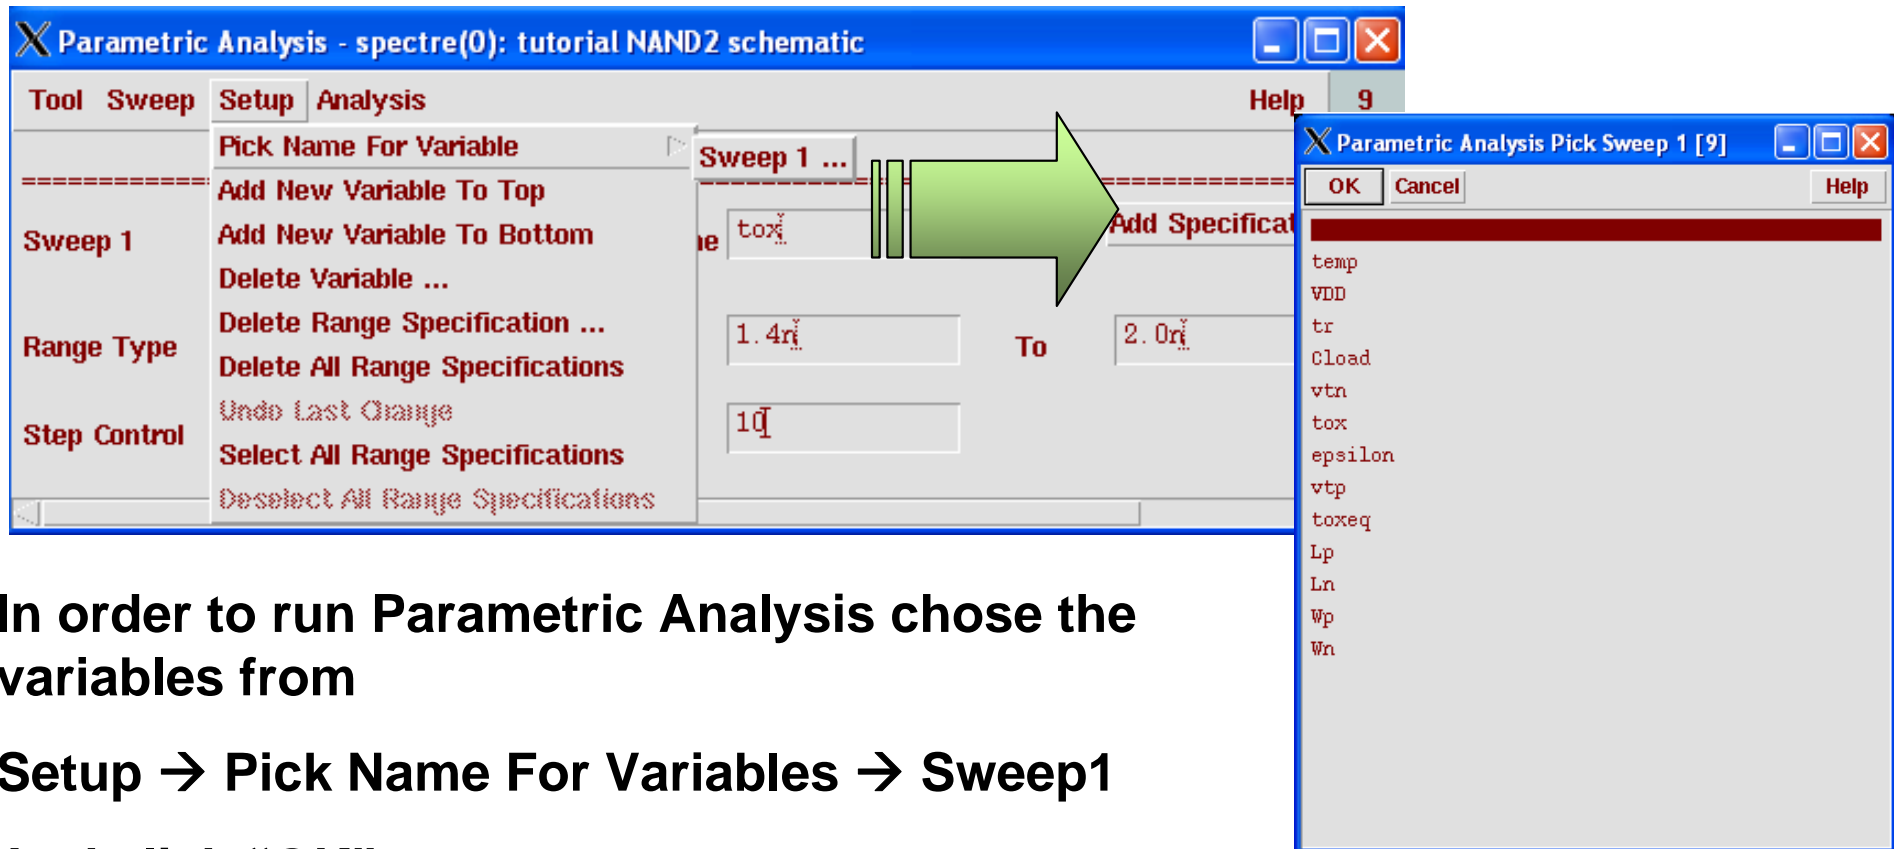 Parametric Analysis - spectre(0): tutorial NAND2 schematic
Tool Sweep Setup Analysis Help 9
Pick Name For Variable
Sweep 1 ...
Add New Variable To Top
Add New Variable To Bottom
Delete Variable ...
Delete Range Specification ...
Delete All Range Specifications
Undo Last Change
Select All Range Specifications
Deselect All Range Specifications
Sweep 1
tox
Add Specificat
Range Type
1.4n
To
2.0n
Step Control
10
Parametric Analysis Pick Sweep 1 [9]
OK Cancel Help
temp
VDD
tr
Cload
vtn
tox
epsilon
vtp
toxeq
Lp
Ln
Wp
Wn
In order to run Parametric Analysis chose the
variables from
Setup → Pick Name For Variables → Sweep1